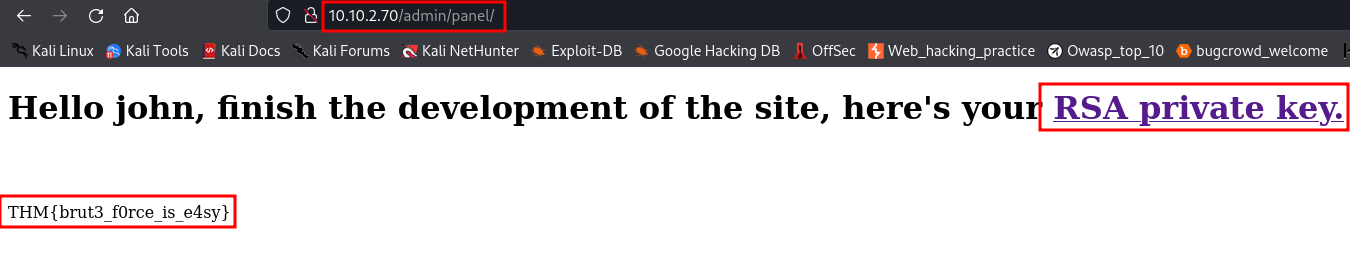 10.10.2.70/admin/panel/
Kali Linux Kali Tools Kali Docs Kali Forums Kali NetHunter Exploit-DB Google Hacking DB OffSec Web_hacking_practice Owasp_top_10 bugcrowd_welcome
Hello john, finish the development of the site, here's your RSA private key.
THM{brut3_f0rce_is_e4sy}